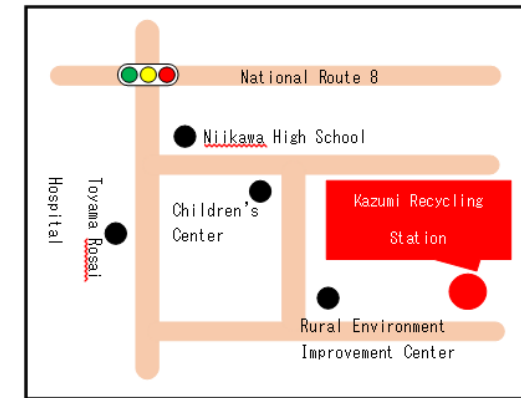 National Route 8
Niikawa High School
Children's
Center
Kazumi Recycling
Station
Toyama Rosai
Hospital
Rural Environment
Improvement Center